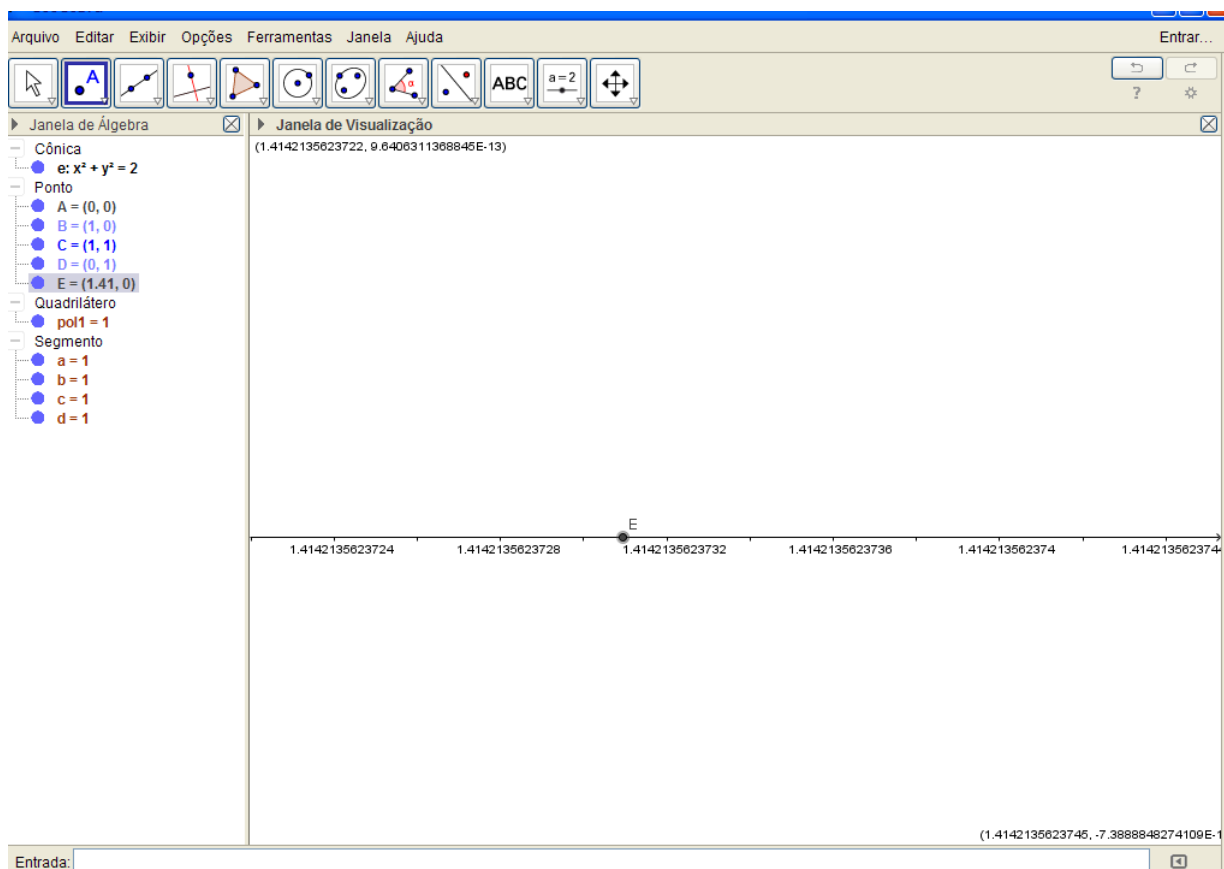 Arquivo Editar Exibir Opções Ferramentas Janela Ajuda Entrar...
A ABC a=2 ?
Janela de Álgebra
Janela de Visualização
Cônica
e: x² + y² = 2
Ponto
A = (0, 0)
B = (1, 0)
C = (1, 1)
D = (0, 1)
E = (1.41, 0)
Quadrilátero
pol1 = 1
Segmento
a = 1
b = 1
c = 1
d = 1
(1.4142135623722, 9.6406311368845E-13)
E
1.4142135623724 1.4142135623728 1.4142135623732 1.4142135623736 1.414213562374 1.4142135623744
(1.4142135623745, -7.3888848274109E-1
Entrada: